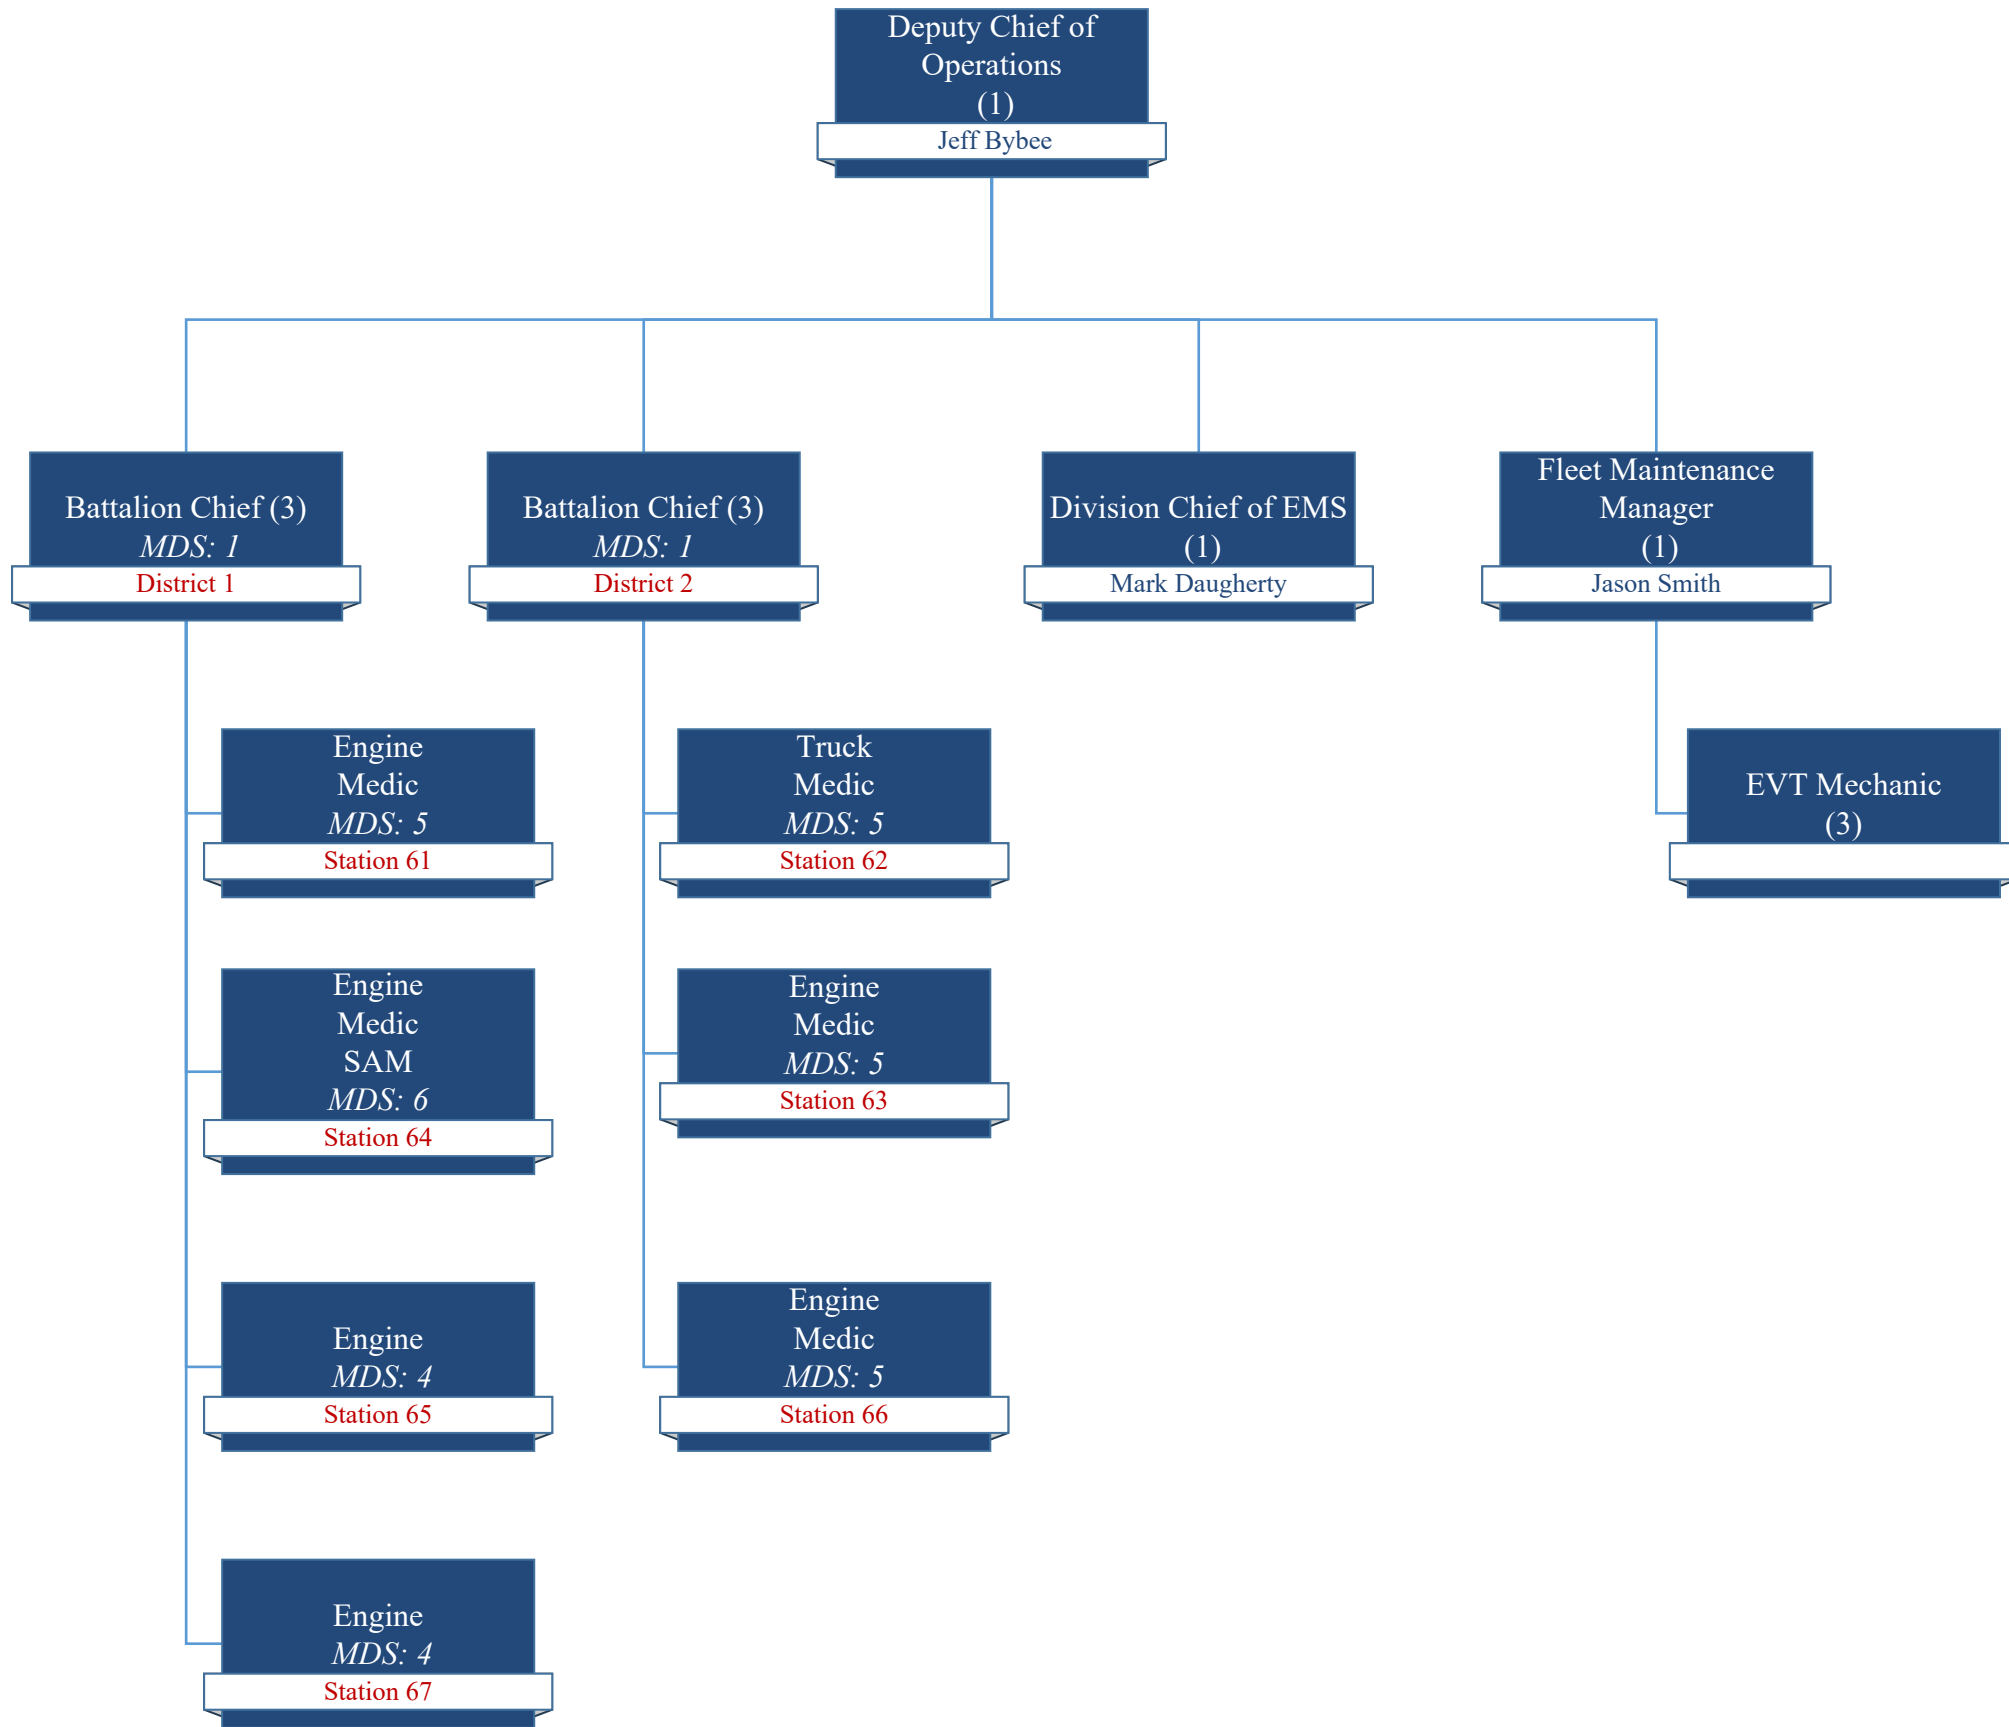 Deputy Chief of
Operations
(1)
Jeff Bybee
Battalion Chief (3)
MDS: 1
District 1
Battalion Chief (3)
MDS: 1
District 2
Division Chief of EMS
(1)
Mark Daugherty
Fleet Maintenance
Manager
(1)
Jason Smith
Engine
Medic
MDS: 5
Station 61
Truck
Medic
MDS: 5
Station 62
EVT Mechanic
(3)
Engine
Medic
SAM
MDS: 6
Station 64
Engine
Medic
MDS: 5
Station 63
Engine
MDS: 4
Station 65
Engine
Medic
MDS: 5
Station 66
Engine
MDS: 4
Station 67